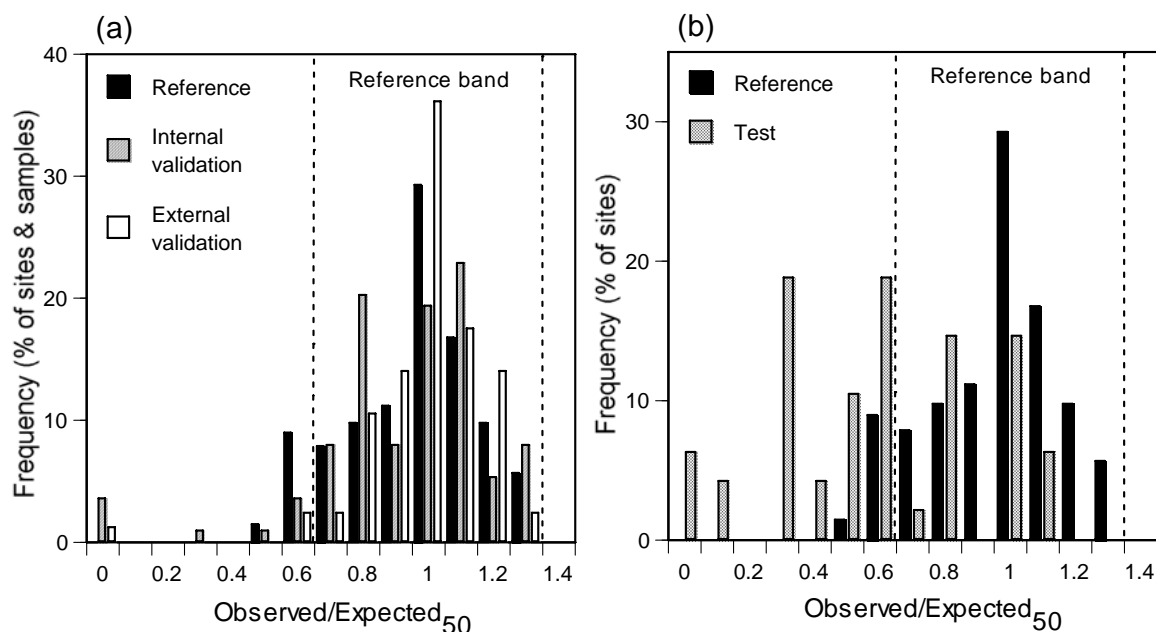 (a)
40
30
20
10
0
Frequency (% of sites & samples)
Reference
Internal
validation
External
validation
Reference band
0 0.2 0.4 0.6 0.8 1 1.2 1.4
Observed/Expected50
(b)
30
20
10
0
Frequency (% of sites)
Reference
Test
Reference band
0 0.2 0.4 0.6 0.8 1 1.2 1.4
Observed/Expected50